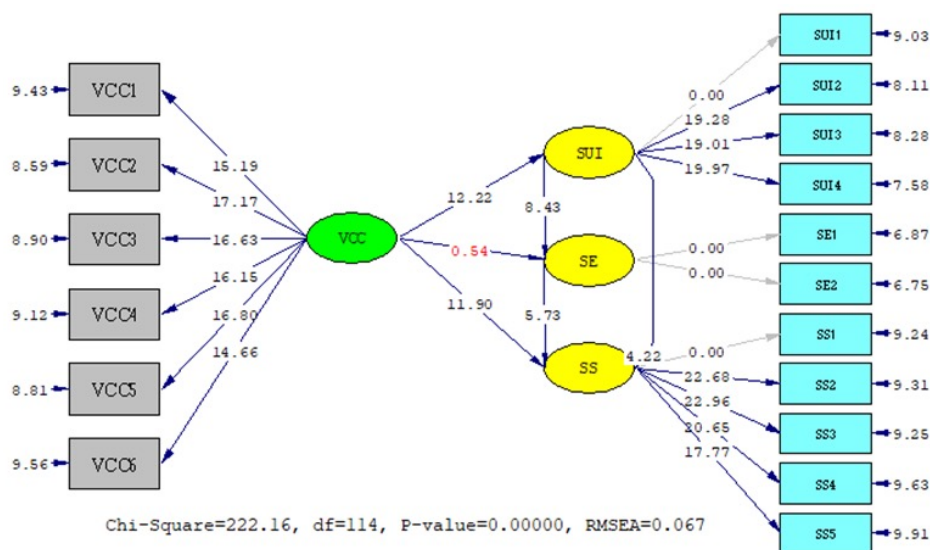 SUI1
9.03
VCC1
9.43
0.00
SUI2
8.11
19.28
SUI3
8.28
19.01
VCC2
8.59
15.19
SUI
19.97
SUI4
7.58
17.17
12.22
8.43
VCC3
8.90
16.63
VCC
0.54
SE
0.00
SE1
6.87
0.00
SE2
6.75
16.15
11.90
5.73
VCC4
9.12
16.80
SS1
9.24
14.66
SS
4.22
0.00
22.68
SS2
9.31
VCC5
8.81
22.96
20.65
SS3
9.25
17.77
VCC6
9.56
SS4
9.63
Chi-Square=222.16, df=114, P-value=0.00000, RMSEA=0.067
SS5
9.91